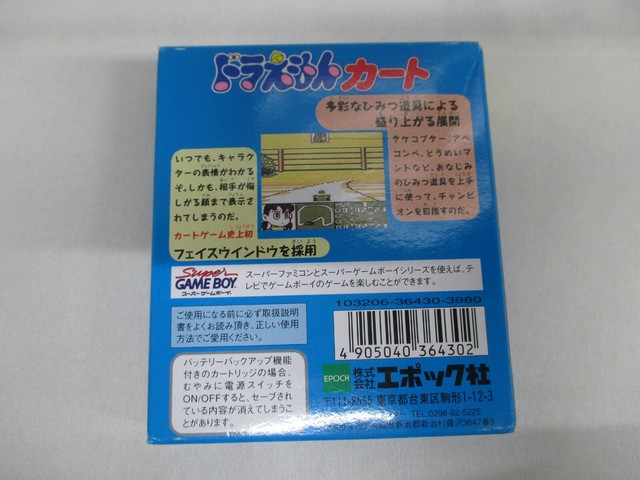 ドラえもんカート
多彩なひみつ道具による
盛り上がる展開
タケコプター、アベ
コンベ、とうめいマ
ントなど、おなじみ
のひみつ道具を上手
に使って、チャンピ
オンを目指すのだ。
いつでも、キャラク
ターの表情がわかる
ぞ。しかも、相手が悔
しがる顔まで表示さ
れてしまうのだ。
カートゲーム史上初
フェイスウインドウを採用
Super
GAME BOY
スーパーゲームボーイ
スーパーファミコンとスーパーゲームボーイシリーズを使えば、テ
レビでゲームボーイのゲームを楽しむことができます。
103206-36430-3980
ご使用になる前に必ず取扱説明
書をよくお読み頂き、正しい使用
方法でご愛用ください。
4 905040 364302
バッテリーバックアップ機能
付きのカートリッジの場合、
むやみに電源スイッチを
ON/OFFすると、セーブされ
ている内容が消えてしまうこ
とがあります。
EPOCH 株式会社 エポック社
〒111-8655 東京都台東区駒形1-12-3
TEL.0298-62-5225